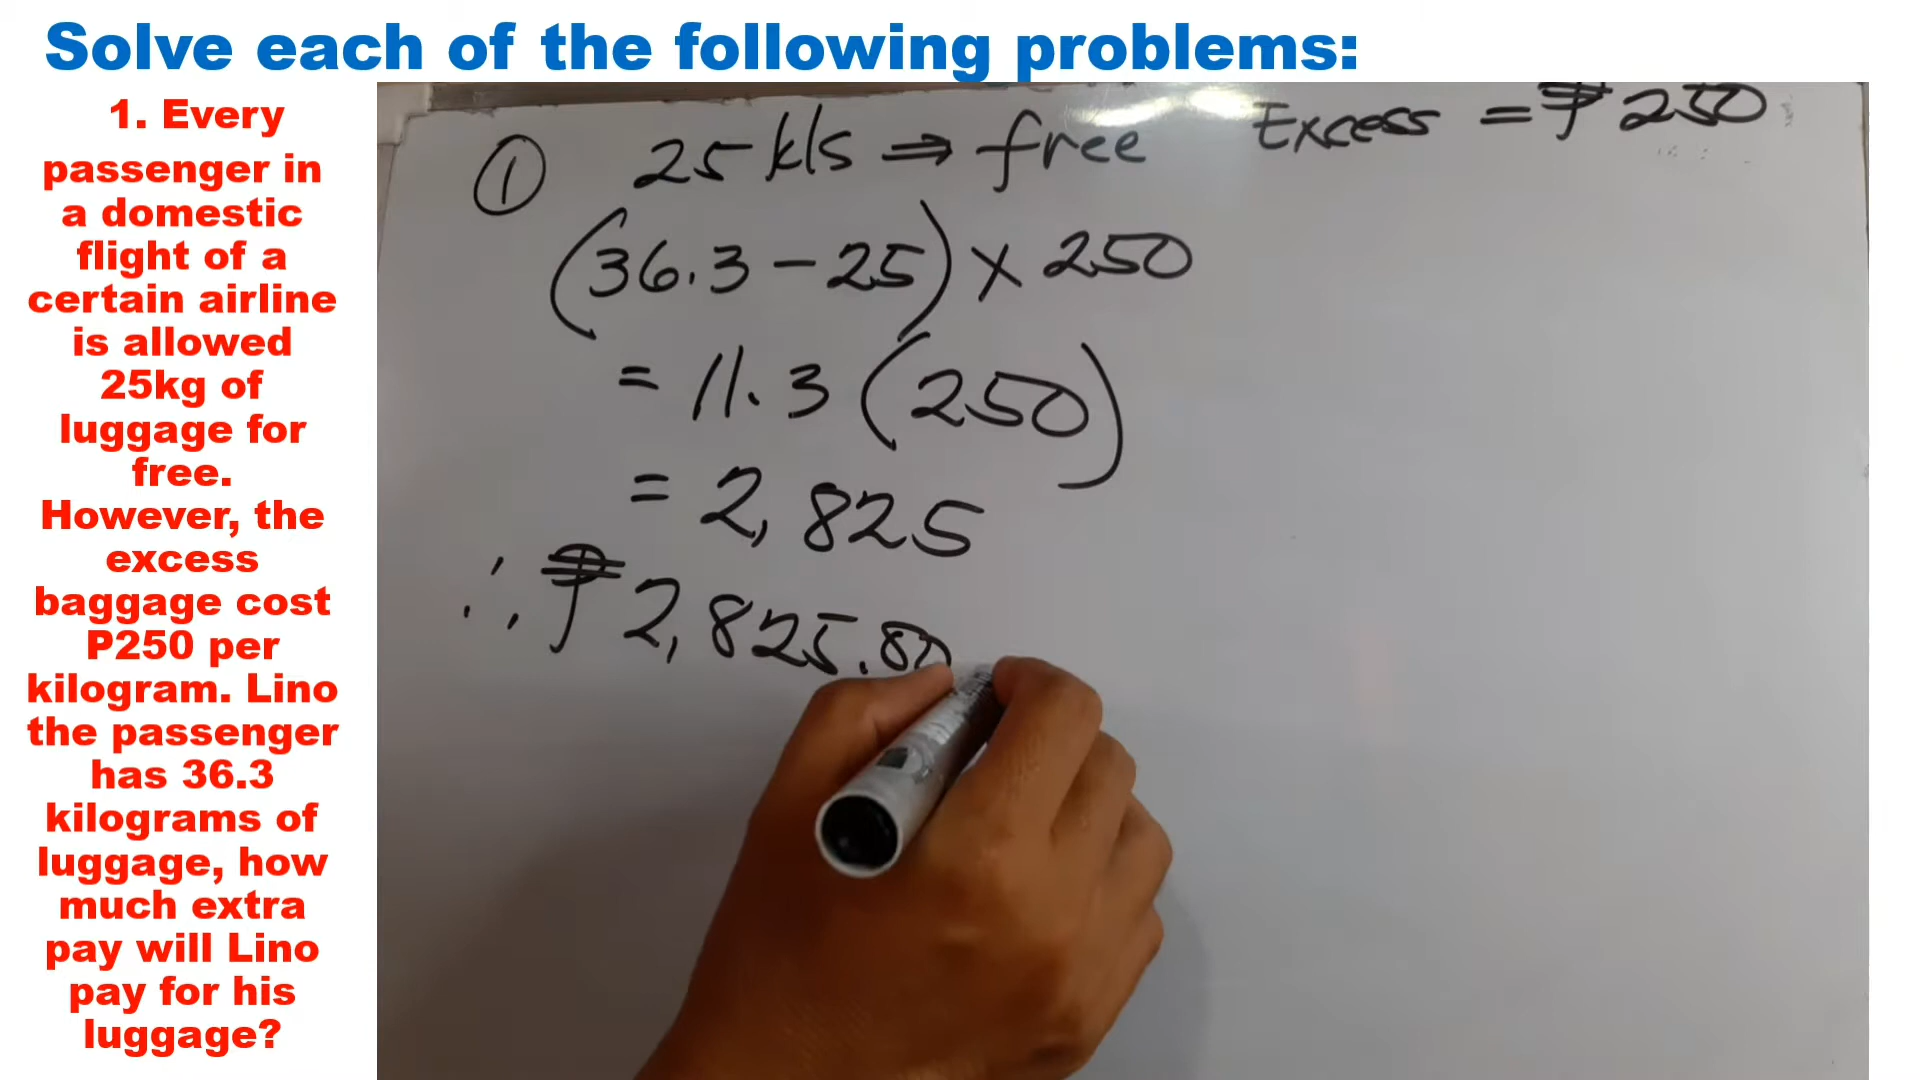 Solve each of the following problems:
1. Every
passenger in
a domestic
flight of a
certain airline
is allowed
25kg of
luggage for
free.
However, the
excess
baggage cost
P250 per
kilogram. Lino
the passenger
has 36.3
kilograms of
luggage, how
much extra
pay will Lino
pay for his
luggage?
① 25 kls ⇒ free Excess = ₱250
(36.3 - 25) x 250
= 11.3 (250)
= 2,825
∴ ₱2,825.00